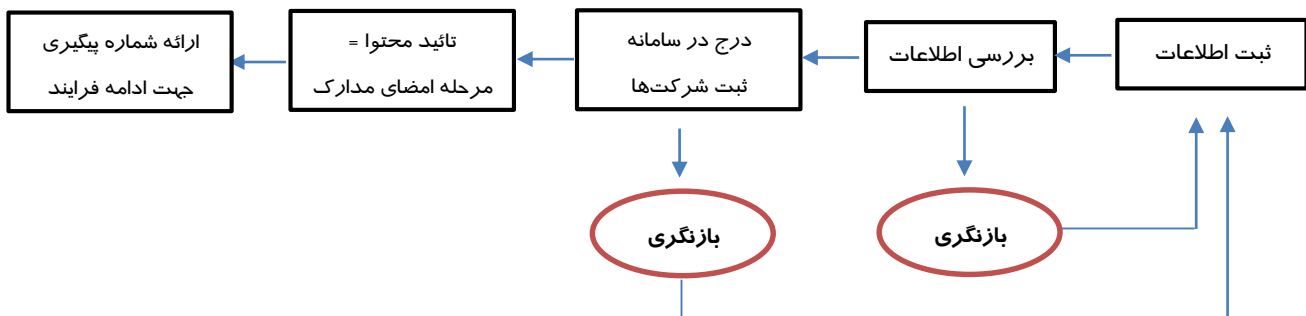 ثبت اطلاعات
بررسی اطلاعات
درج در سامانه
ثبت شرکت‌ها
تائید محتوا =
مرحله امضای مدارک
ارائه شماره پیگیری
جهت ادامه فرایند
بازنگری
بازنگری